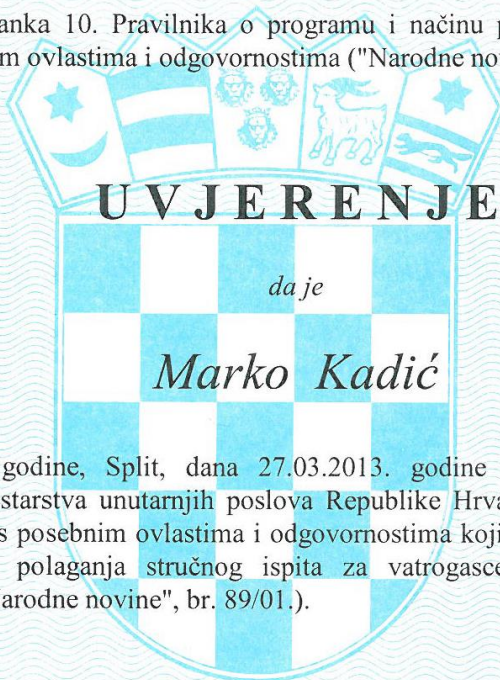 anka 10. Pravilnika o programu i načinu p
m ovlastima i odgovornostima ("Narodne no
UVJERENJE
da je
Marko Kadić
godine, Split, dana 27.03.2013. godine
starstva unutarnjih poslova Republike Hrva
s posebnim ovlastima i odgovornostima koji
polaganja stručnog ispita za vatrogasce
arodne novine", br. 89/01.).